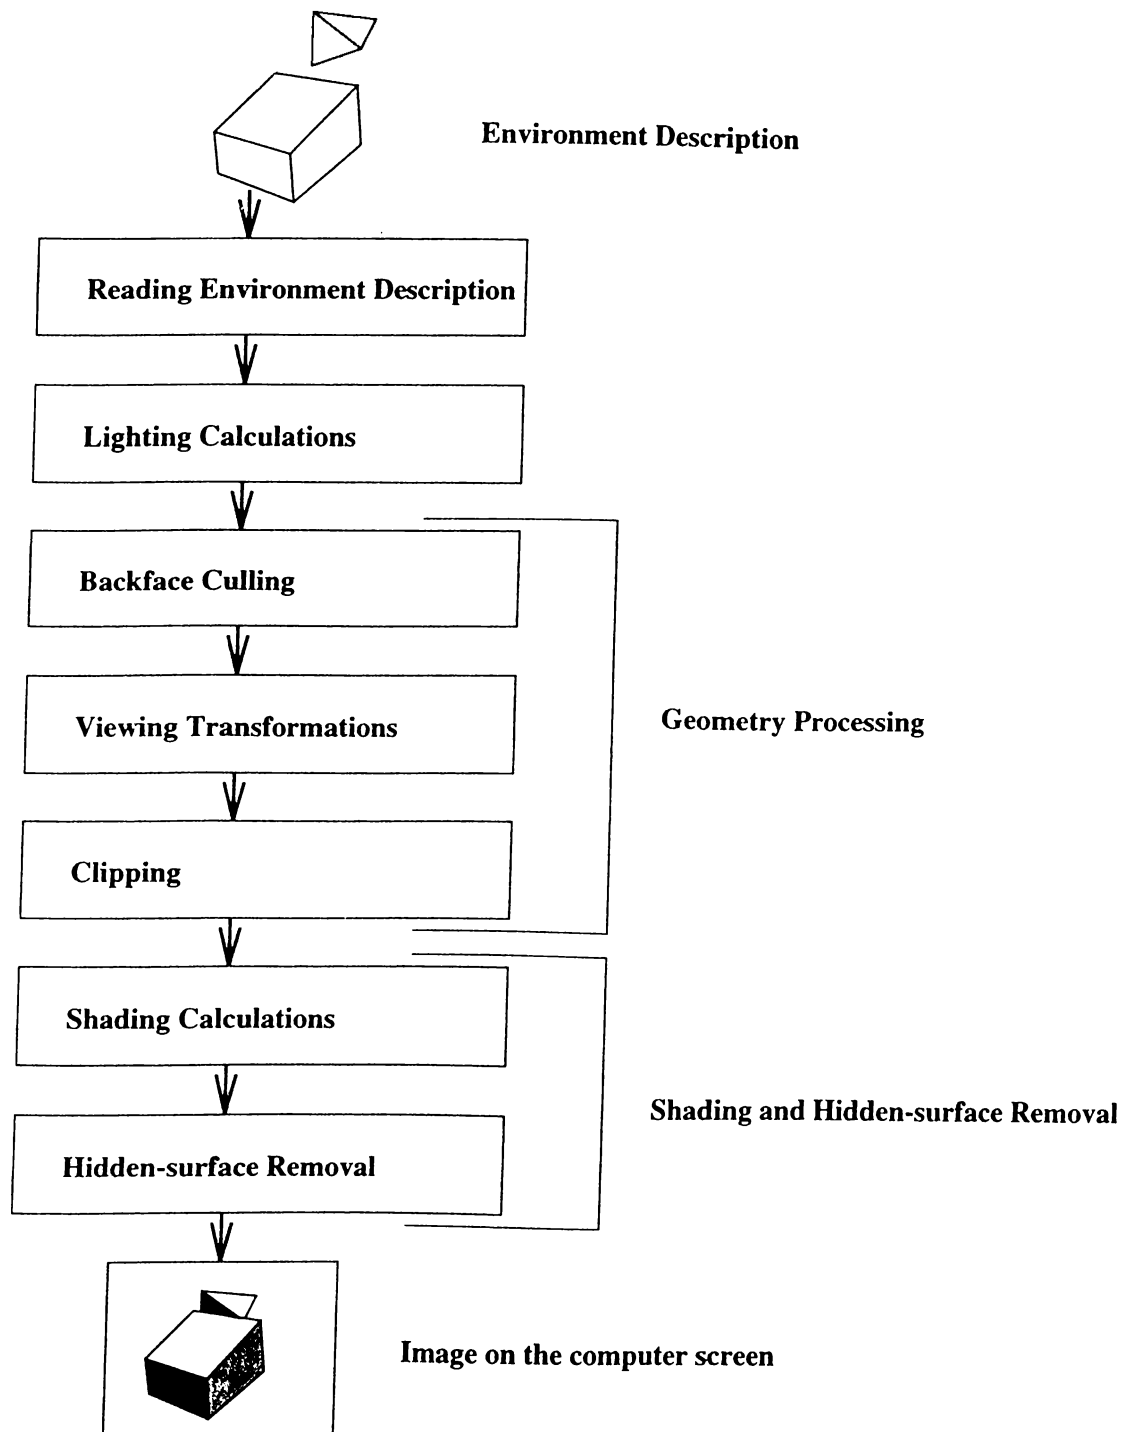 Environment Description
Reading Environment Description
Lighting Calculations
Backface Culling
Viewing Transformations
Geometry Processing
Clipping
Shading Calculations
Shading and Hidden-surface Removal
Hidden-surface Removal
Image on the computer screen